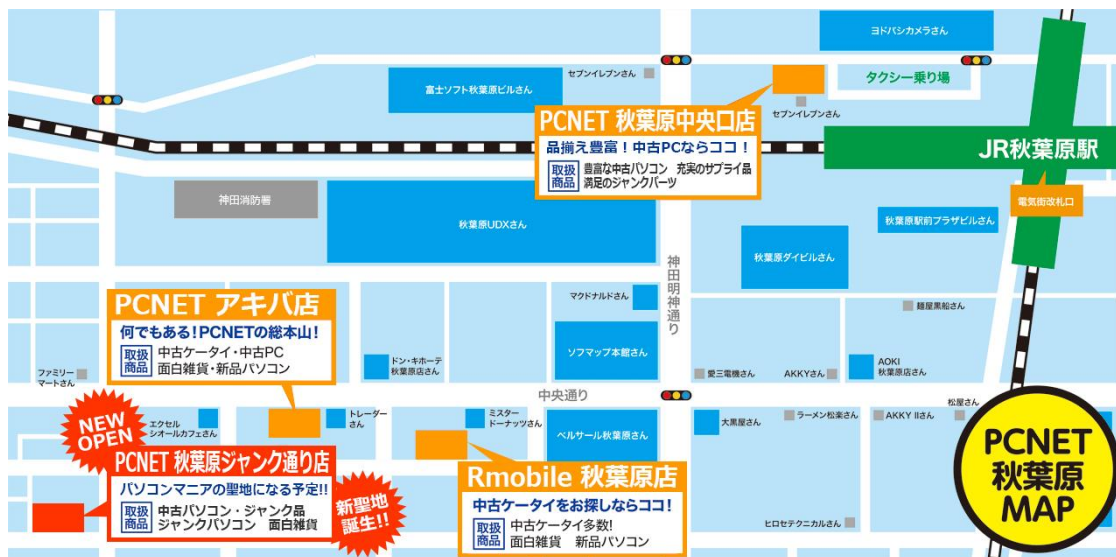 ヨドバシカメラさん
セブンイレブンさん
タクシー乗り場
富士ソフト秋葉原ビルさん
セブンイレブンさん
PCNET 秋葉原中央口店
品揃え豊富！中古PCならココ！
取扱商品
豊富な中古パソコン 充実のサプライ品
満足のジャンクパーツ
JR秋葉原駅
電気街改札口
神田消防署
秋葉原UDXさん
秋葉原駅前プラザビルさん
秋葉原ダイビルさん
神田明神通り
マクドナルドさん
麺屋黒船さん
PCNET アキバ店
何でもある！PCNETの総本山！
取扱商品
中古ケータイ・中古PC
面白雑貨・新品パソコン
ソフマップ本館さん
ファミリー
マートさん
ドン・キホーテ
秋葉原店さん
愛三電機さん
AKKYさん
AOKI
秋葉原店さん
中央通り
松屋さん
NEW
OPEN
エクセル
シオールカフェさん
トレーダー
さん
ミスター
ドーナッツさん
ベルサール秋葉原さん
大黒屋さん
ラーメン松楽さん
AKKY IIさん
PCNET 秋葉原ジャンク通り店
パソコンマニアの聖地になる予定!!
取扱商品
中古パソコン・ジャンク品
ジャンクパソコン 面白雑貨
新聖地
誕生!!
Rmobile 秋葉原店
中古ケータイをお探しならココ！
取扱商品
中古ケータイ多数!
面白雑貨 新品パソコン
ヒロセテクニカルさん
PCNET
秋葉原
MAP